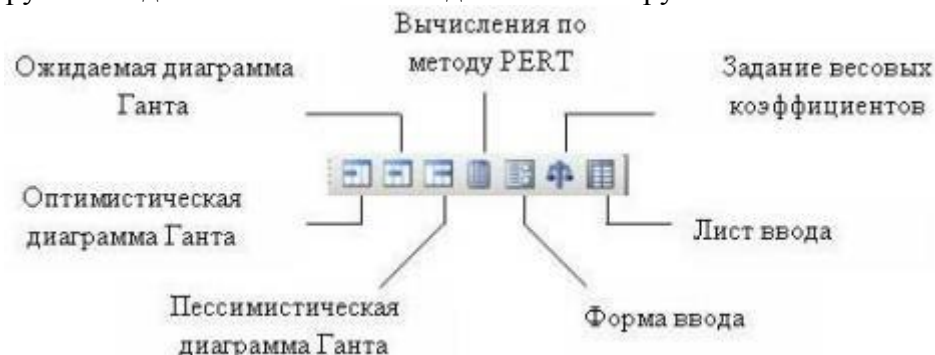 Вычисления по
методу PERT
Ожидаемая диаграмма
Ганта
Задание весовых
коэффициентов
Оптимистическая
диаграмма Ганта
Лист ввода
Пессимистическая
диаграмма Ганта
Форма ввода